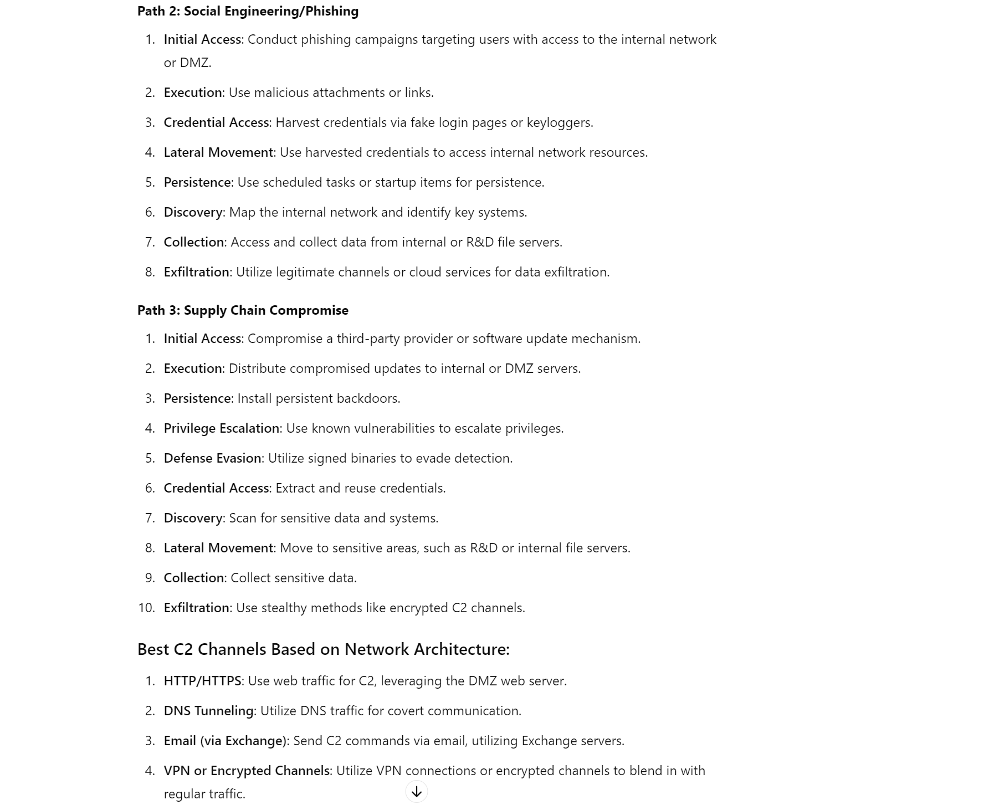 Path 2: Social Engineering/Phishing
1. Initial Access: Conduct phishing campaigns targeting users with access to the internal network
or DMZ.
2. Execution: Use malicious attachments or links.
3. Credential Access: Harvest credentials via fake login pages or keyloggers.
4. Lateral Movement: Use harvested credentials to access internal network resources.
5. Persistence: Use scheduled tasks or startup items for persistence.
6. Discovery: Map the internal network and identify key systems.
7. Collection: Access and collect data from internal or R&D file servers.
8. Exfiltration: Utilize legitimate channels or cloud services for data exfiltration.
Path 3: Supply Chain Compromise
1. Initial Access: Compromise a third-party provider or software update mechanism.
2. Execution: Distribute compromised updates to internal or DMZ servers.
3. Persistence: Install persistent backdoors.
4. Privilege Escalation: Use known vulnerabilities to escalate privileges.
5. Defense Evasion: Utilize signed binaries to evade detection.
6. Credential Access: Extract and reuse credentials.
7. Discovery: Scan for sensitive data and systems.
8. Lateral Movement: Move to sensitive areas, such as R&D or internal file servers.
9. Collection: Collect sensitive data.
10. Exfiltration: Use stealthy methods like encrypted C2 channels.
Best C2 Channels Based on Network Architecture:
1. HTTP/HTTPS: Use web traffic for C2, leveraging the DMZ web server.
2. DNS Tunneling: Utilize DNS traffic for covert communication.
3. Email (via Exchange): Send C2 commands via email, utilizing Exchange servers.
4. VPN or Encrypted Channels: Utilize VPN connections or encrypted channels to blend in with
regular traffic.